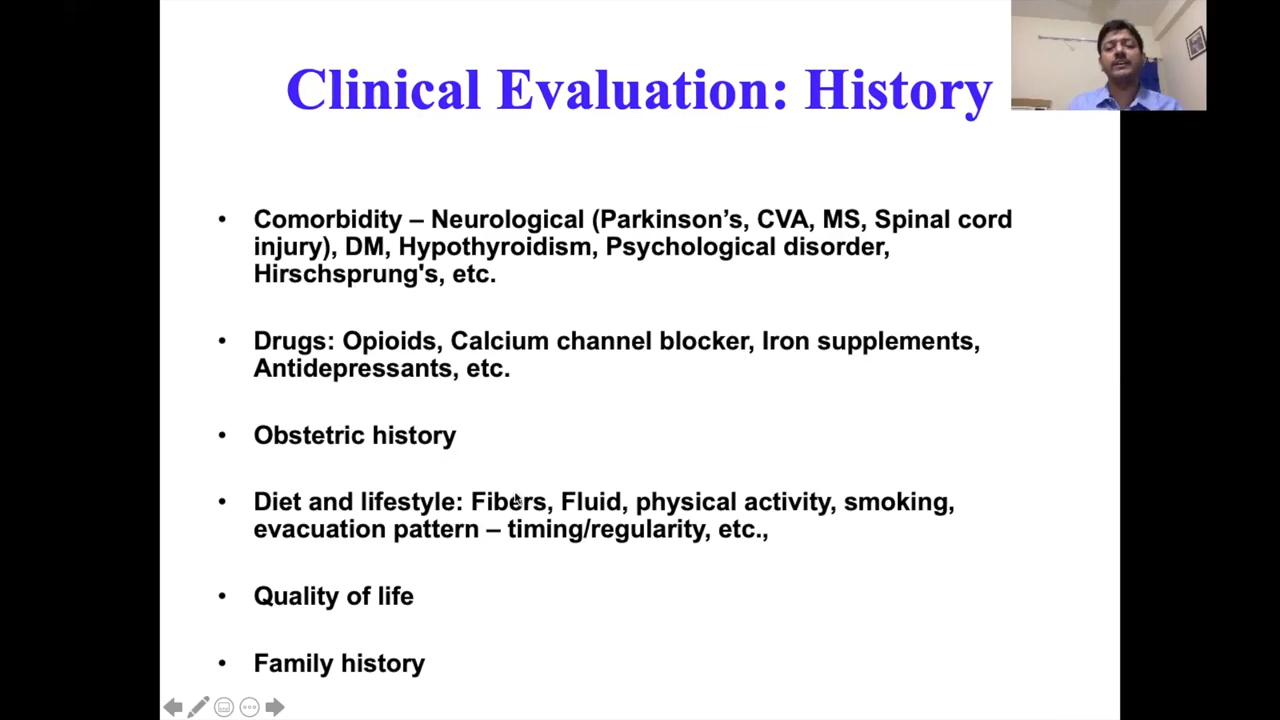 Clinical Evaluation: History
• Comorbidity – Neurological (Parkinson’s, CVA, MS, Spinal cord
injury), DM, Hypothyroidism, Psychological disorder,
Hirschsprung's, etc.
• Drugs: Opioids, Calcium channel blocker, Iron supplements,
Antidepressants, etc.
• Obstetric history
• Diet and lifestyle: Fibers, Fluid, physical activity, smoking,
evacuation pattern – timing/regularity, etc.,
• Quality of life
• Family history